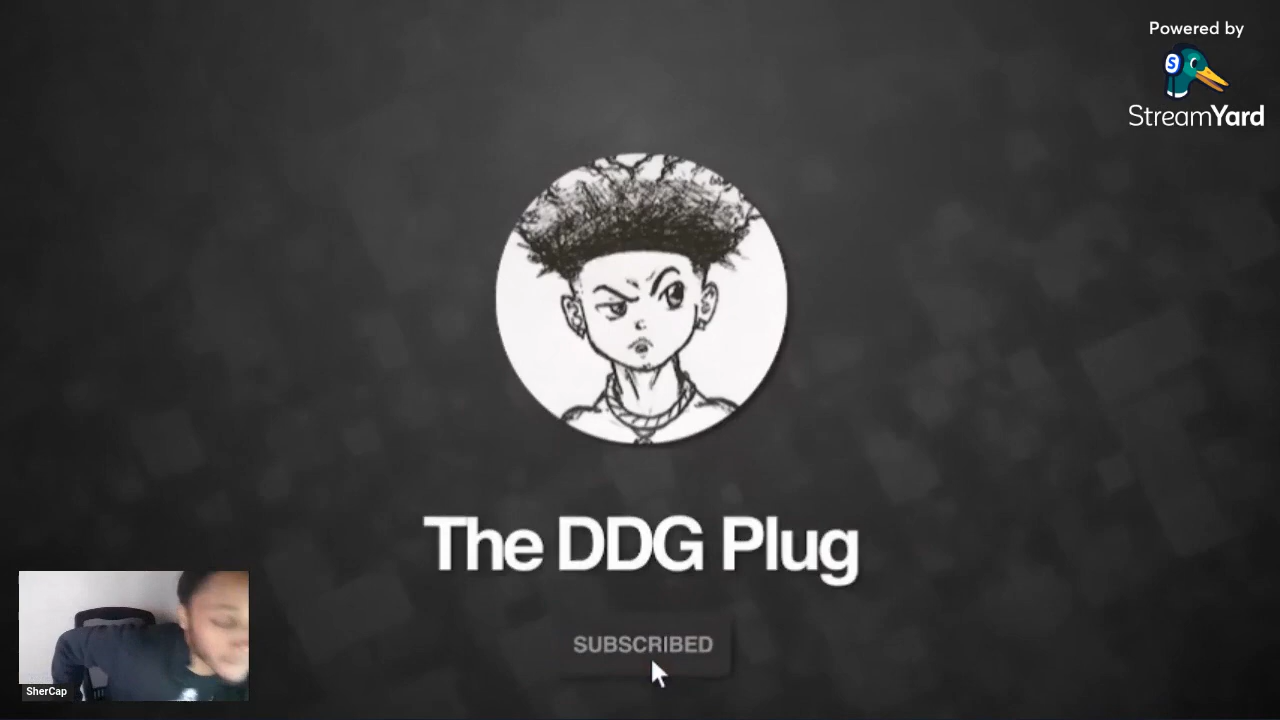 Powered by
S
StreamYard
The DDG Plug
SUBSCRIBED
SherCap